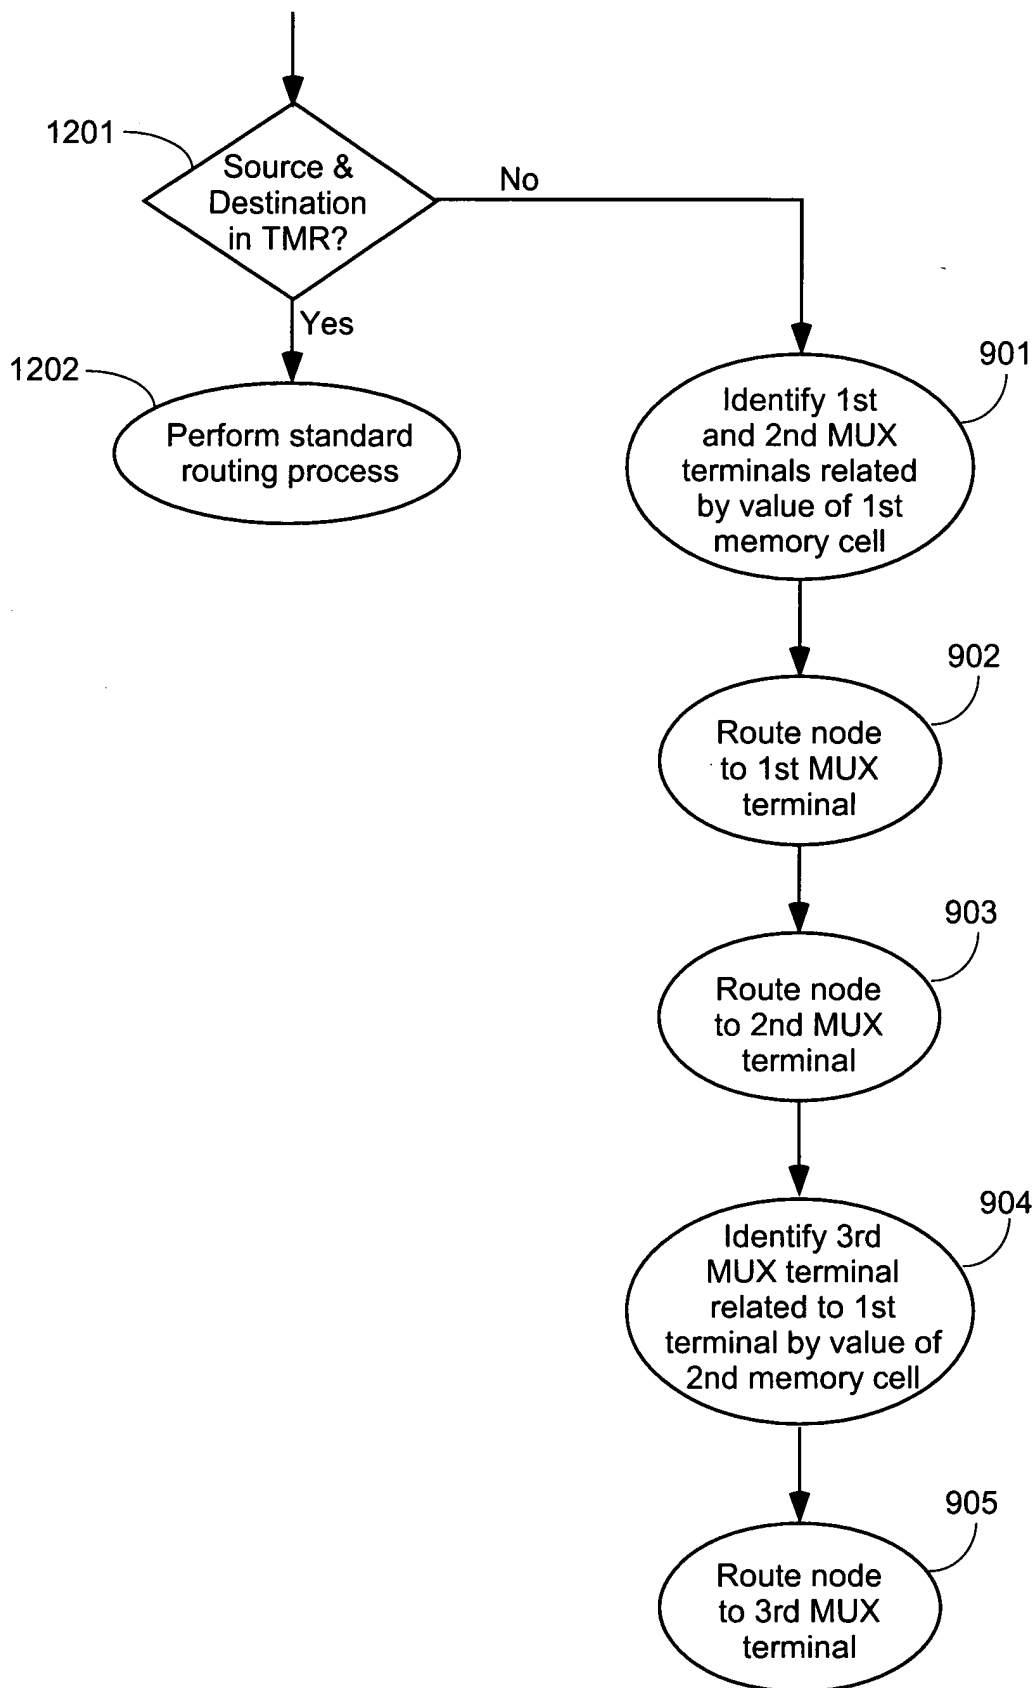 1201
Source &
Destination
in TMR?
No
Yes
1202
Perform standard
routing process
901
Identify 1st
and 2nd MUX
terminals related
by value of 1st
memory cell
902
Route node
to 1st MUX
terminal
903
Route node
to 2nd MUX
terminal
904
Identify 3rd
MUX terminal
related to 1st
terminal by value of
2nd memory cell
905
Route node
to 3rd MUX
terminal